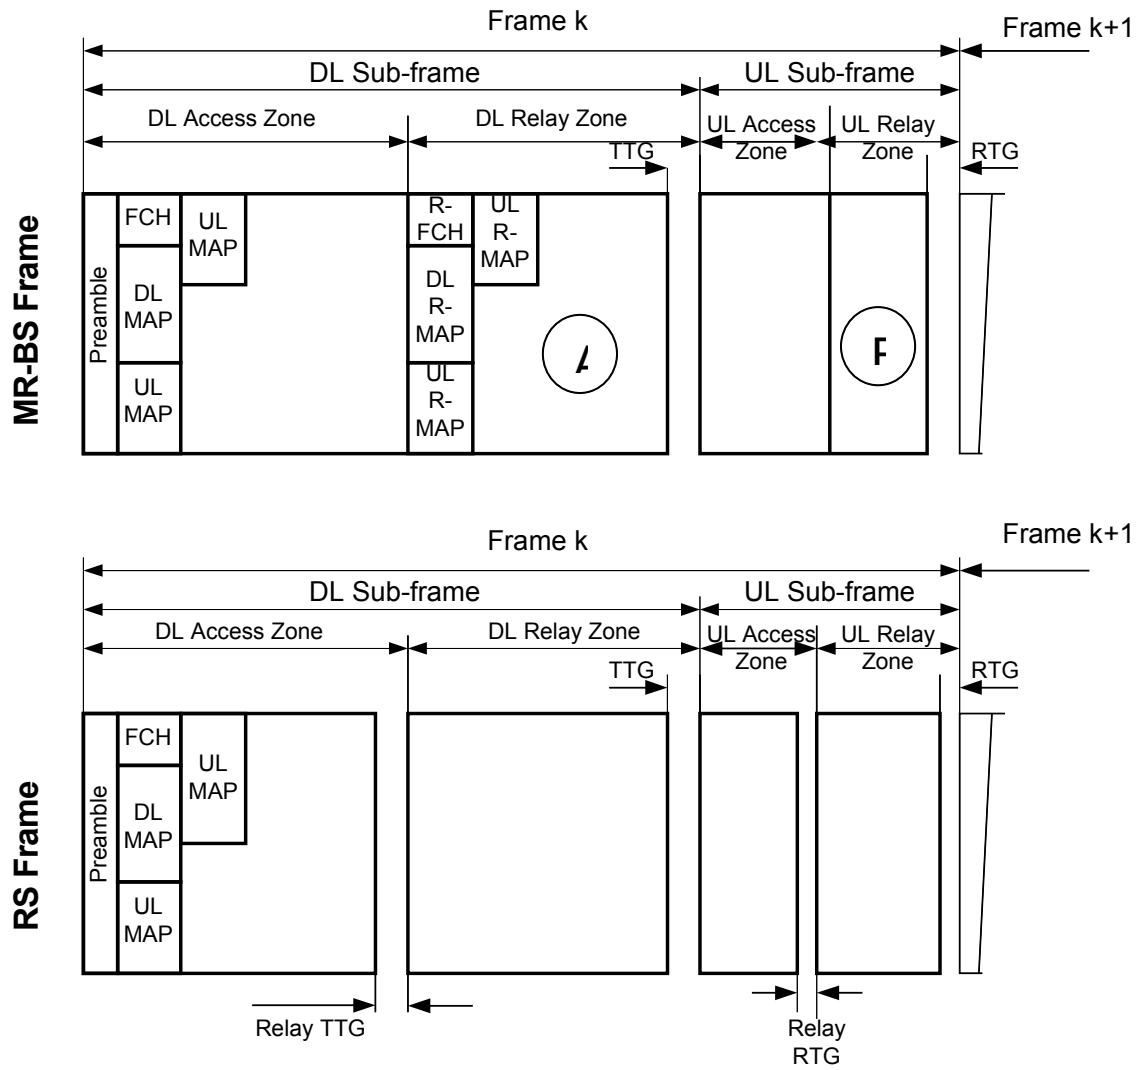 Frame k
Frame k+1
DL Sub-frame
UL Sub-frame
DL Access Zone
DL Relay Zone
UL Access
Zone
UL Relay
Zone
TTG
RTG
MR-BS Frame
Preamble
FCH
DL
MAP
UL
MAP
UL
MAP
R-
FCH
DL
R-
MAP
UL
R-
MAP
UL
R-
MAP
Frame k
Frame k+1
DL Sub-frame
UL Sub-frame
DL Access Zone
DL Relay Zone
UL Access
Zone
UL Relay
Zone
TTG
RTG
RS Frame
Preamble
FCH
DL
MAP
UL
MAP
UL
MAP
Relay TTG
Relay
RTG